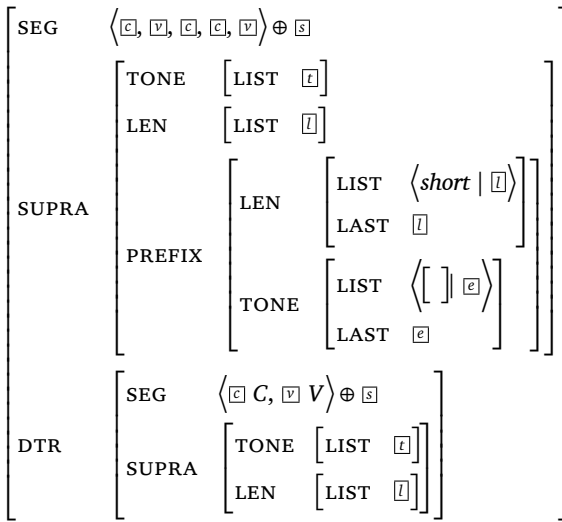 SEG ⟨[c], [v], [c], [c], [v]⟩ ⊕ [s]
TONE [LIST [t]]
LEN [LIST [l]]
LIST ⟨short | [l]⟩
LEN
LAST [l]
SUPRA
PREFIX
LIST ⟨[ ]| [e]⟩
TONE
LAST [e]
SEG ⟨[c] C, [v] V⟩ ⊕ [s]
DTR
TONE [LIST [t]]
SUPRA
LEN [LIST [l]]